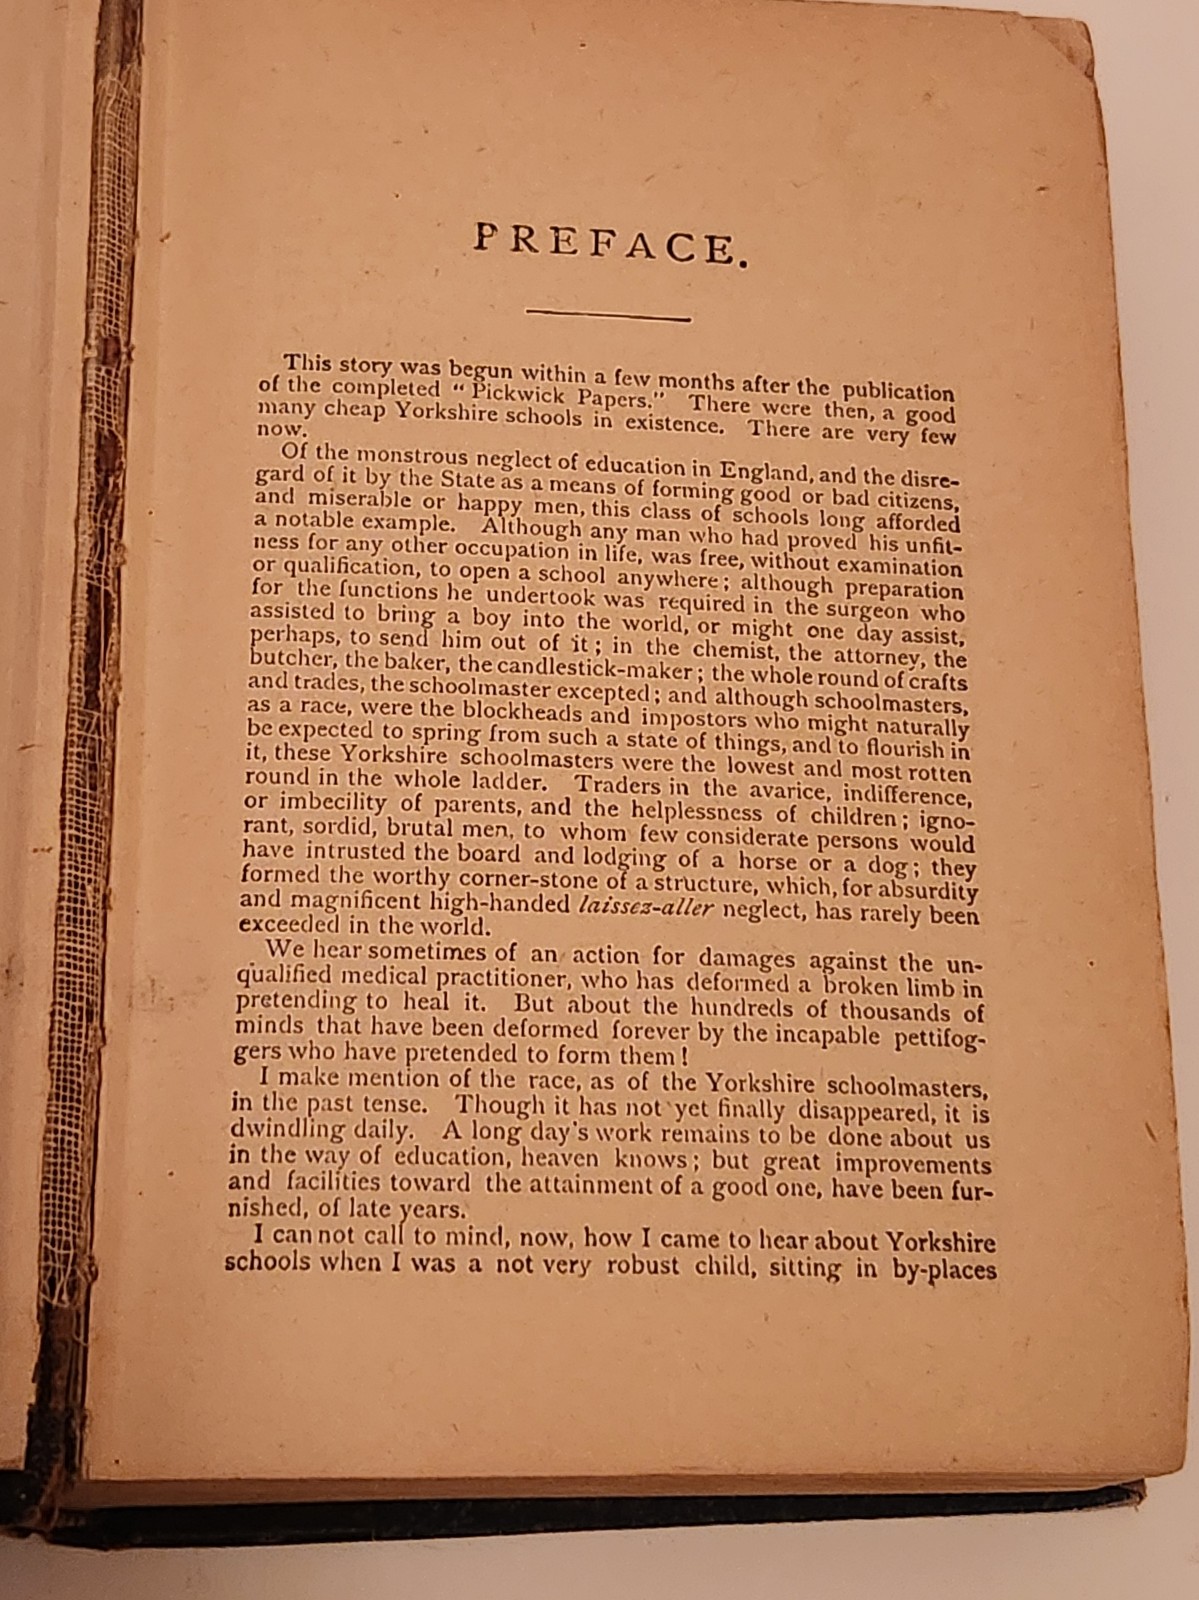 PREFACE.
This story was begun within a few months after the publication
of the completed "Pickwick Papers." There were then, a good
many cheap Yorkshire schools in existence. There are very few
now.
Of the monstrous neglect of education in England, and the disre-
gard of it by the State as a means of forming good or bad citizens,
and miserable or happy men, this class of schools long afforded
a notable example. Although any man who had proved his unfit-
ness for any other occupation in life, was free, without examination
or qualification, to open a school anywhere; although preparation
for the functions he undertook was required in the surgeon who
assisted to bring a boy into the world, or might one day assist,
perhaps, to send him out of it; in the chemist, the attorney, the
butcher, the baker, the candlestick-maker; the whole round of crafts
and trades, the schoolmaster excepted; and although schoolmasters,
as a race, were the blockheads and impostors who might naturally
be expected to spring from such a state of things, and to flourish in
it, these Yorkshire schoolmasters were the lowest and most rotten
round in the whole ladder. Traders in the avarice, indifference,
or imbecility of parents, and the helplessness of children; igno-
rant, sordid, brutal men, to whom few considerate persons would
have intrusted the board and lodging of a horse or a dog; they
formed the worthy corner-stone of a structure, which, for absurdity
and magnificent high-handed laissez-aller neglect, has rarely been
exceeded in the world.
We hear sometimes of an action for damages against the un-
qualified medical practitioner, who has deformed a broken limb in
pretending to heal it. But about the hundreds of thousands of
minds that have been deformed forever by the incapable pettifog-
gers who have pretended to form them!
I make mention of the race, as of the Yorkshire schoolmasters,
in the past tense. Though it has not yet finally disappeared, it is
dwindling daily. A long day's work remains to be done about us
in the way of education, heaven knows; but great improvements
and facilities toward the attainment of a good one, have been fur-
nished, of late years.
I can not call to mind, now, how I came to hear about Yorkshire
schools when I was a not very robust child, sitting in by-places